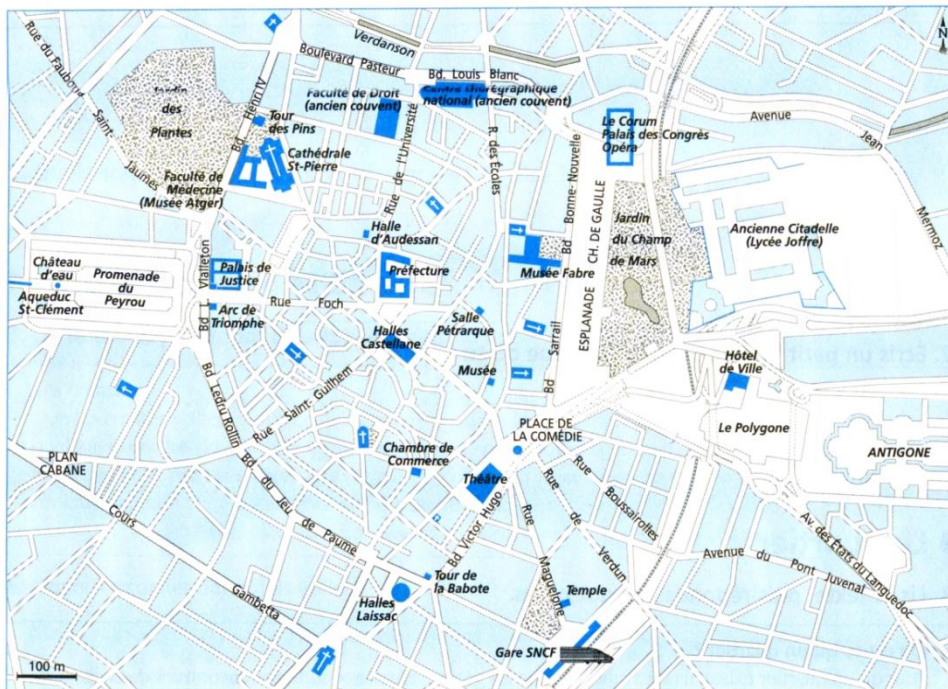 Rue du Faubourg
Saint
Jaumes
Jardin
des
Plantes
Bd Henri IV
Tour
des Pins
Cathédrale
St-Pierre
Faculté de
Médecine
(Musée Atger)
Verdanson
Boulevard Pasteur
Bd. Louis Blanc
Faculté de Droit
(ancien couvent)
Centre chorégraphique
national (ancien couvent)
Rue de l'Université
R. des Écoles
Bd Bonne-Nouvelle
Le Corum
Palais des Congrès
Opéra
Avenue
Jean
Mermoz
N
Ancienne Citadelle
(Lycée Joffre)
Jardin
du Champ
de Mars
ESPLANADE CH. DE GAULLE
Halle
d'Audessan
Préfecture
Musée Fabre
Château
d'eau
Promenade
du
Peyrou
Aqueduc
St-Clément
Bd L. Vialleton
Palais de
Justice
Arc de
Triomphe
Rue Foch
Halles
Castellane
Salle
Pétrarque
Musée
Bd Sarrail
Hôtel
de Ville
Le Polygone
ANTIGONE
Rue Saint-Guilhem
Bd Ledru Rollin
PLAN
CABANE
Chambre de
Commerce
PLACE DE
LA COMÉDIE
Théâtre
Bd du Jeu de Paume
Bd Victor Hugo
Rue Boussairolles
Rue de Verdun
Rue Maguelone
Cours Gambetta
Tour de
la Babote
Halles
Laissac
Temple
Gare SNCF
Avenue du Pont Juvenal
Av. des États du Languedoc
100 m